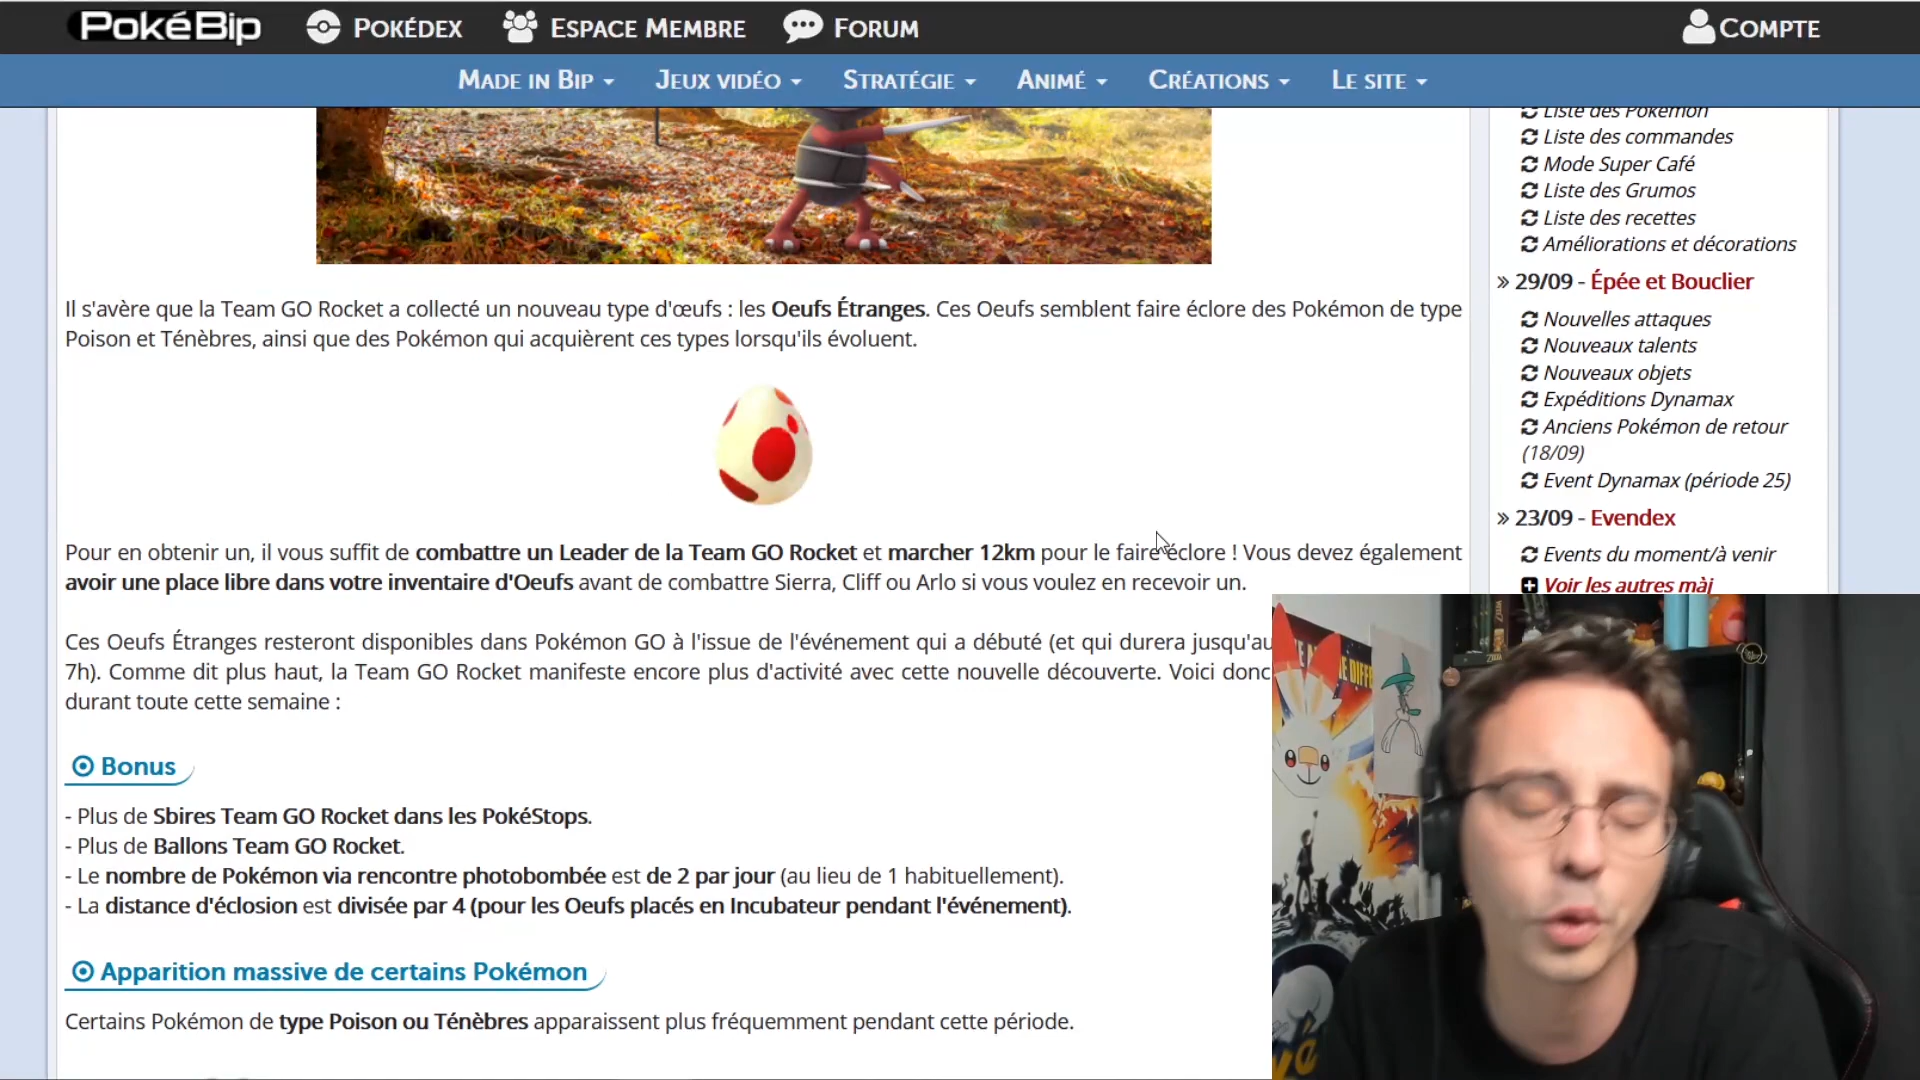 PokéBip
Pokédex
Espace Membre
Forum
Compte
Made in Bip
Jeux vidéo
Stratégie
Animé
Créations
Le site
Il s'avère que la Team GO Rocket a collecté un nouveau type d'œufs : les Oeufs Étranges. Ces Oeufs semblent faire éclore des Pokémon de type
Poison et Ténèbres, ainsi que des Pokémon qui acquièrent ces types lorsqu'ils évoluent.
Pour en obtenir un, il vous suffit de combattre un Leader de la Team GO Rocket et marcher 12km pour le faire éclore ! Vous devez également
avoir une place libre dans votre inventaire d'Oeufs avant de combattre Sierra, Cliff ou Arlo si vous voulez en recevoir un.
Ces Oeufs Étranges resteront disponibles dans Pokémon GO à l'issue de l'événement qui a débuté (et qui durera jusqu'au
7h). Comme dit plus haut, la Team GO Rocket manifeste encore plus d'activité avec cette nouvelle découverte. Voici donc
durant toute cette semaine :
Bonus
- Plus de Sbires Team GO Rocket dans les PokéStops.
- Plus de Ballons Team GO Rocket.
- Le nombre de Pokémon via rencontre photobombée est de 2 par jour (au lieu de 1 habituellement).
- La distance d'éclosion est divisée par 4 (pour les Oeufs placés en Incubateur pendant l'événement).
Apparition massive de certains Pokémon
Certains Pokémon de type Poison ou Ténèbres apparaissent plus fréquemment pendant cette période.
Liste des Pokémon
Liste des commandes
Mode Super Café
Liste des Grumos
Liste des recettes
Améliorations et décorations
» 29/09 - Épée et Bouclier
Nouvelles attaques
Nouveaux talents
Nouveaux objets
Expéditions Dynamax
Anciens Pokémon de retour
(18/09)
Event Dynamax (période 25)
» 23/09 - Evendex
Events du moment/à venir
Voir les autres màj